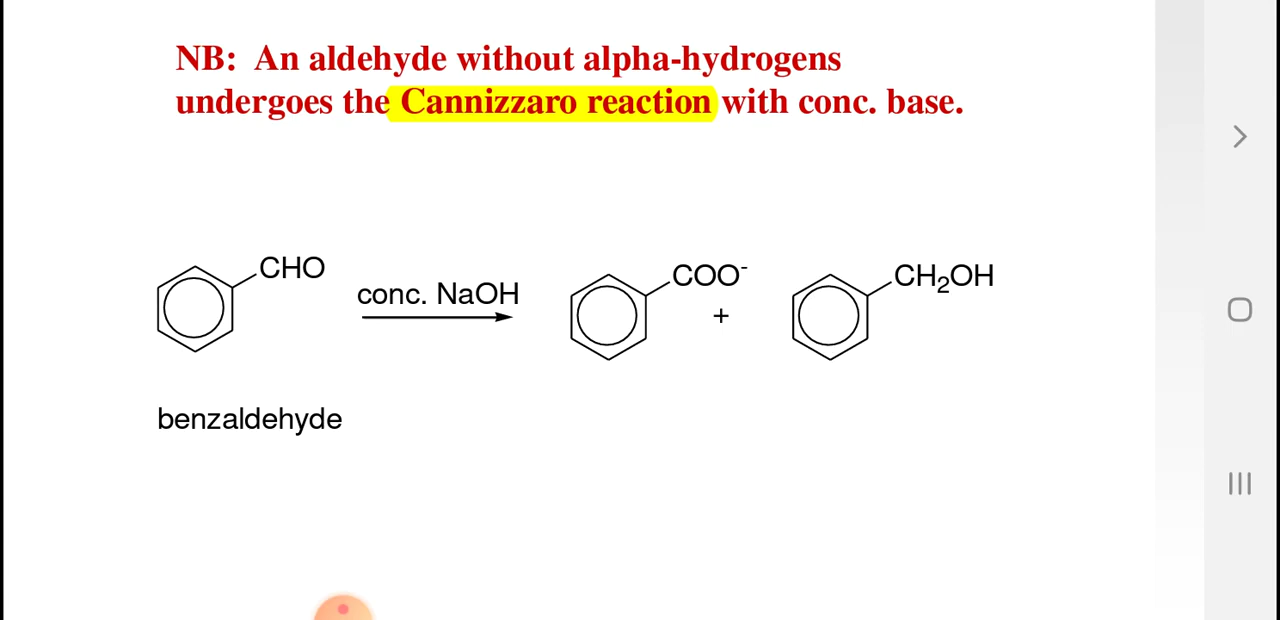 NB:  An aldehyde without alpha-hydrogens
undergoes the Cannizzaro reaction with conc. base.
CHO
conc. NaOH
COO⁻
+
CH₂OH
benzaldehyde